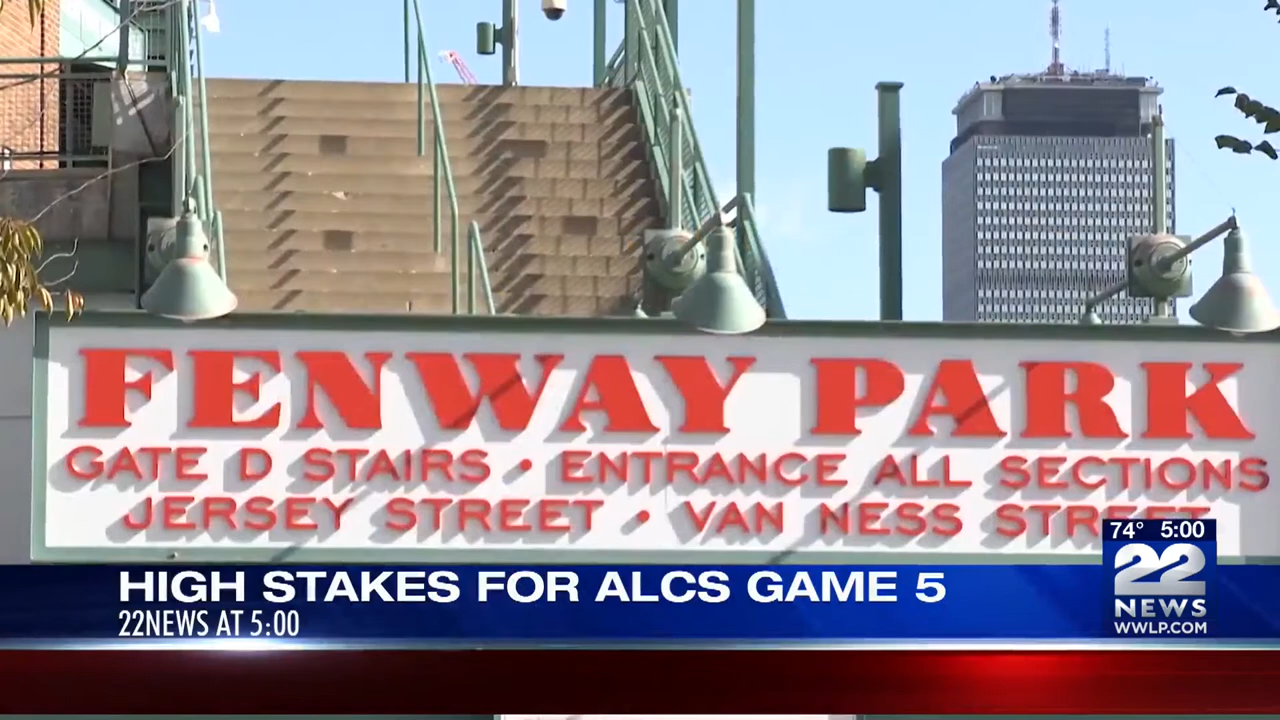 FENWAY PARK
GATE D STAIRS • ENTRANCE ALL SECTIONS
JERSEY STREET • VAN NESS STREET
74° 5:00
22
NEWS
WWLP.COM
HIGH STAKES FOR ALCS GAME 5
22NEWS AT 5:00